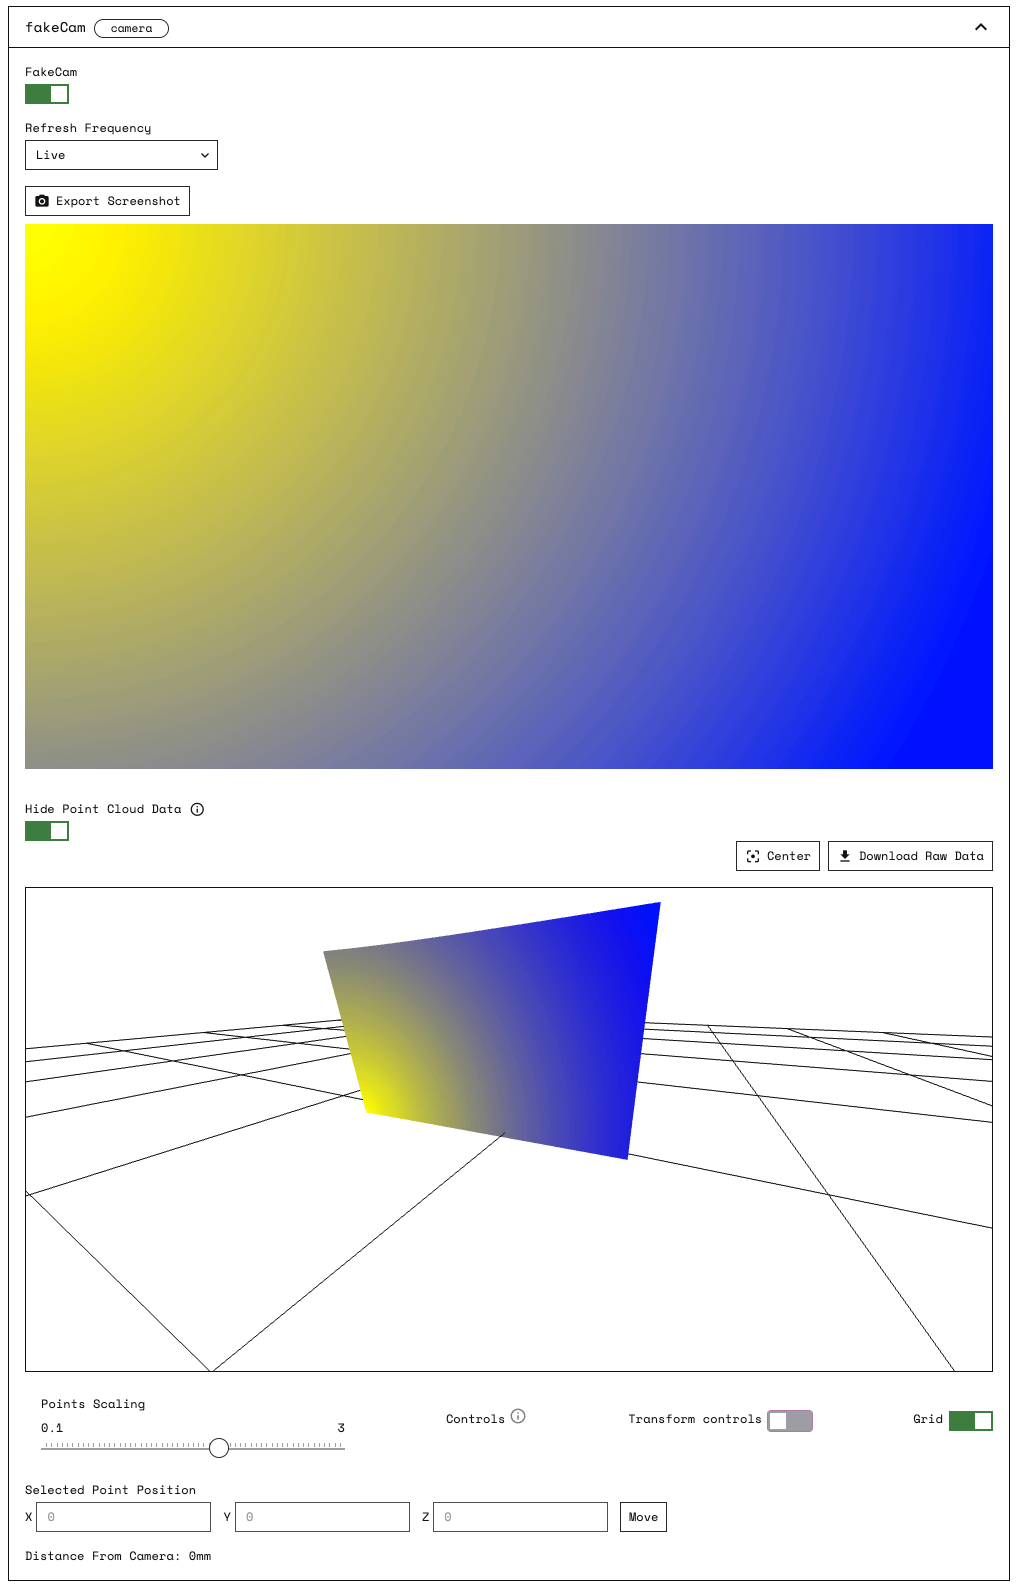 fakeCam camera
FakeCam
Refresh Frequency
Live
Export Screenshot
Hide Point Cloud Data
Center Download Raw Data
Points Scaling
0.1 3
Controls Transform controls Grid
Selected Point Position
X 0 Y 0 Z 0 Move
Distance From Camera: 0mm